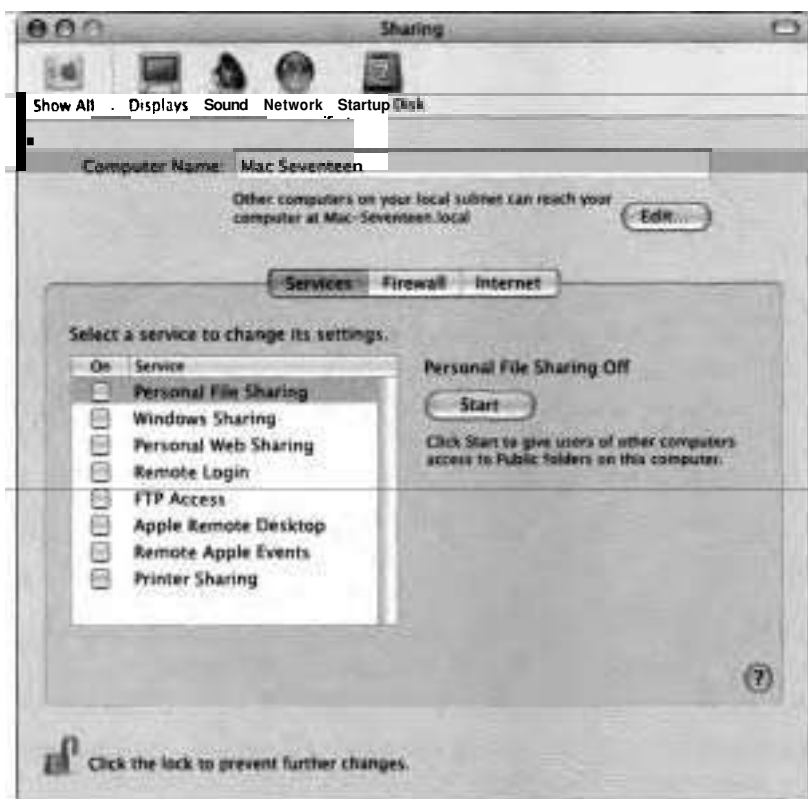 Sharing
Show All Displays Sound Network Startup Disk
Computer Name: Mac Seventeen
Other computers on your local subnet can reach your
computer at Mac-Seventeen.local
Edit...
Services Firewall Internet
Select a service to change its settings.
On Service
Personal File Sharing
Windows Sharing
Personal Web Sharing
Remote Login
FTP Access
Apple Remote Desktop
Remote Apple Events
Printer Sharing
Personal File Sharing Off
Start
Click Start to give users of other computers
access to Public folders on this computer.
?
Click the lock to prevent further changes.